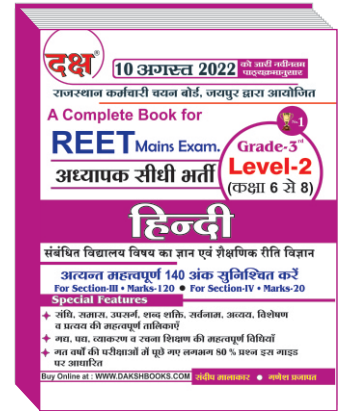 दक्ष®
10 अगस्त 2022 को जारी नवीनतम पाठ्यक्रमानुसार
राजस्थान कर्मचारी चयन बोर्ड, जयपुर द्वारा आयोजित
A Complete Book for
REET Mains Exam.
अध्यापक सीधी भर्ती
-1
Grade-3rd
Level-2
(कक्षा 6 से 8)
हिन्दी
संबंधित विद्यालय विषय का ज्ञान एवं शैक्षणिक रीति विज्ञान
अत्यन्त महत्त्वपूर्ण 140 अंक सुनिश्चित करें
For Section-III • Marks-120 • For Section-IV • Marks-20
Special Features
संधि, समास, उपसर्ग, शब्द शक्ति, सर्वनाम, अव्यय, विशेषण
व प्रत्यय की महत्वपूर्ण तालिकाएँ
गद्य, पद्य, व्याकरण व रचना शिक्षण की महत्वपूर्ण विधियाँ
गत वर्षों की परीक्षाओं में पूछे गए लगभग 80 % प्रश्न इस गाइड
पर आधारित
Buy Online at : WWW.DAKSHBOOKS.COM संदीप मालाकार • गणेश प्रजापत